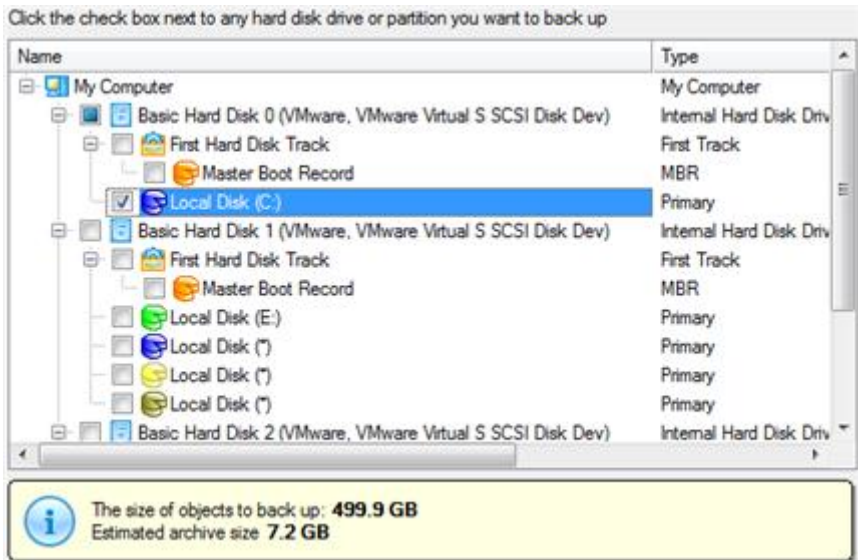 Click the check box next to any hard disk drive or partition you want to back up
Name Type
My Computer My Computer
Basic Hard Disk 0 (VMware, VMware Virtual S SCSI Disk Dev) Internal Hard Disk Driv
First Hard Disk Track First Track
Master Boot Record MBR
Local Disk (C:) Primary
Basic Hard Disk 1 (VMware, VMware Virtual S SCSI Disk Dev) Internal Hard Disk Driv
First Hard Disk Track First Track
Master Boot Record MBR
Local Disk (E:) Primary
Local Disk (*) Primary
Local Disk (*) Primary
Local Disk (*) Primary
Basic Hard Disk 2 (VMware, VMware Virtual S SCSI Disk Dev) Internal Hard Disk Driv
The size of objects to back up: 499.9 GB
Estimated archive size 7.2 GB